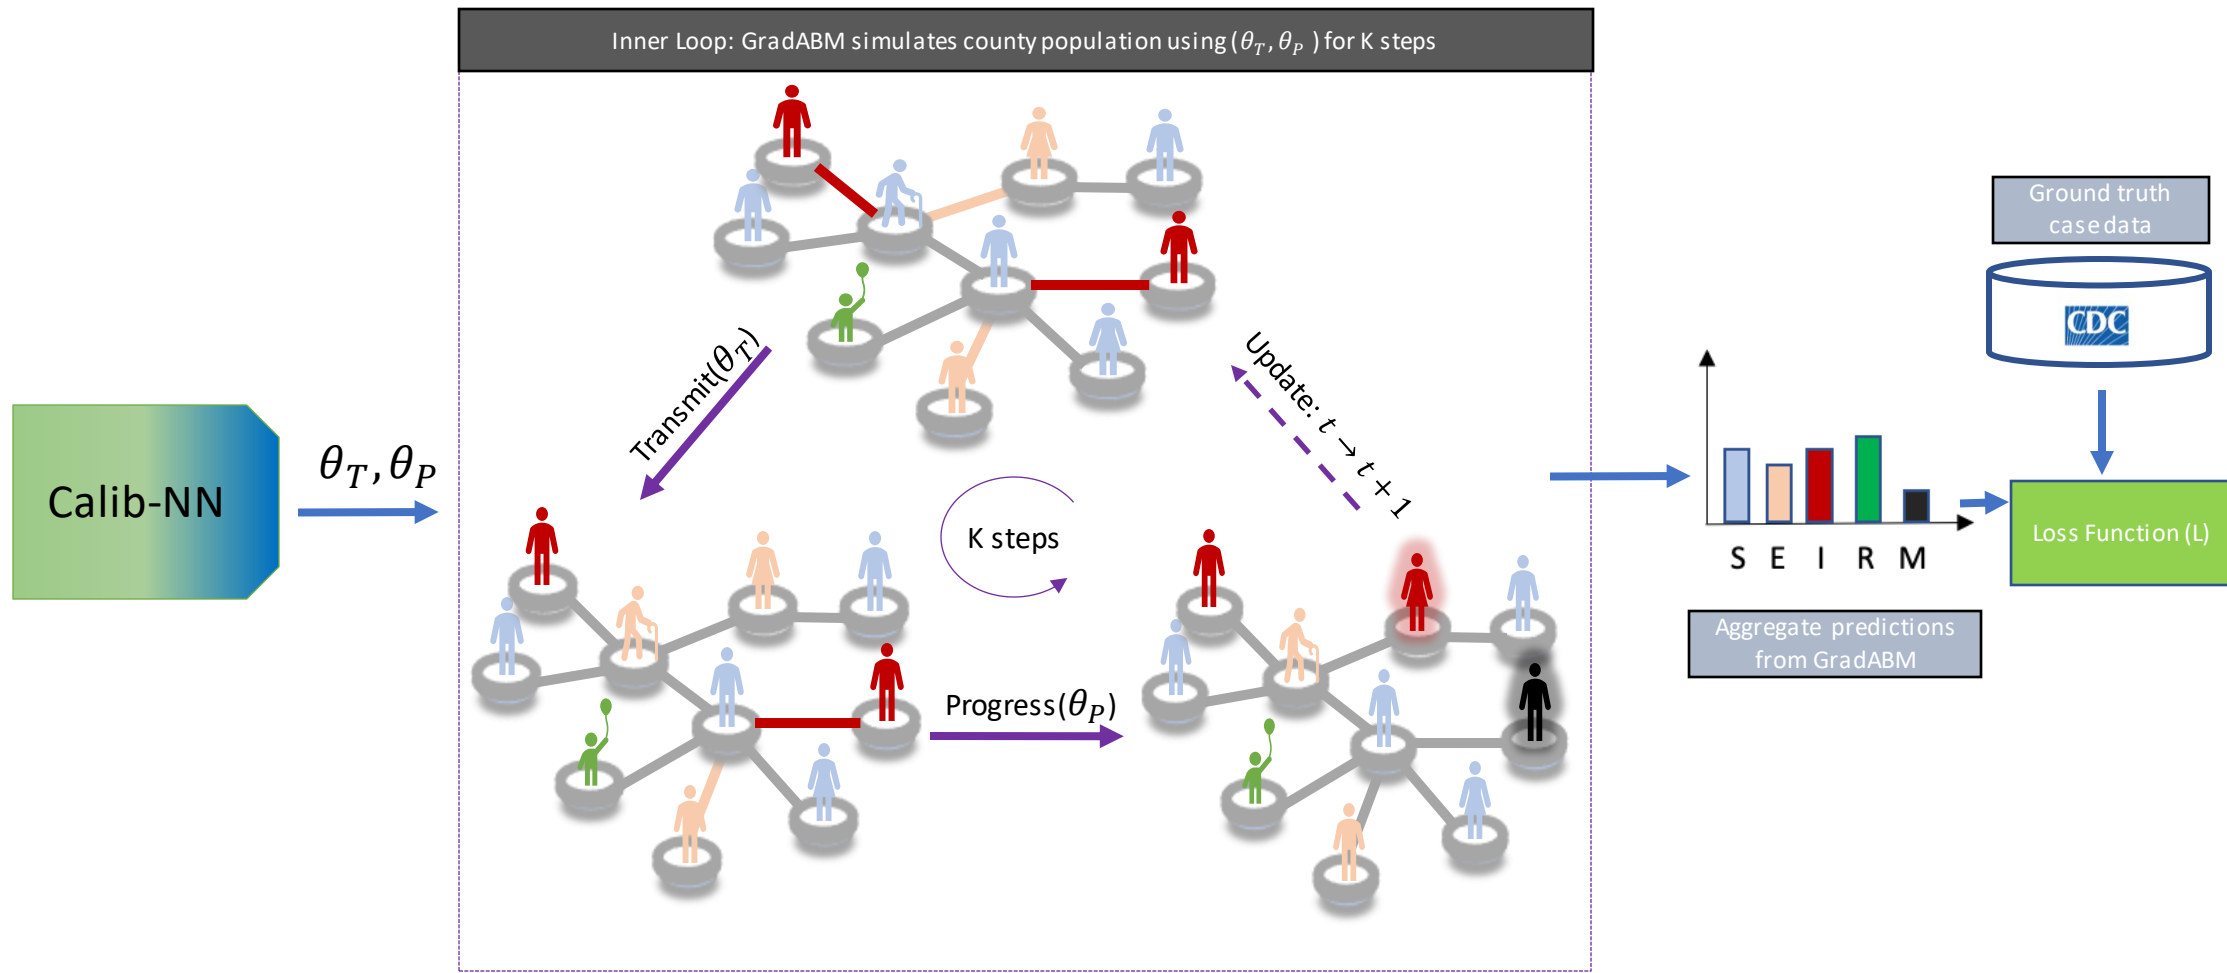 Inner Loop: GradABM simulates county population using (θ_T, θ_P ) for K steps
Calib-NN
θ_T, θ_P
Transmit(θ_T)
K steps
Progress(θ_P)
Update: t → t + 1
S E I R M
Aggregate predictions
from GradABM
Ground truth
case data
CDC
Loss Function (L)